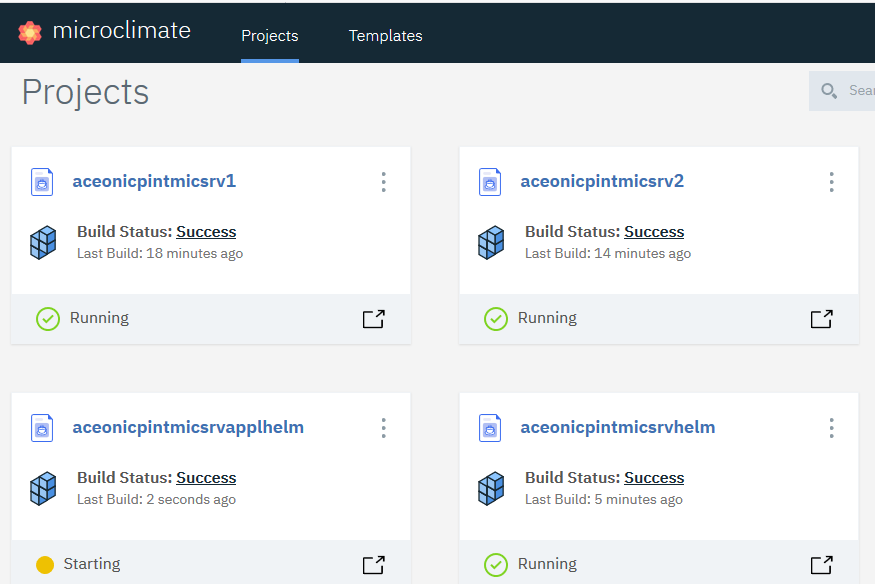 microclimate
Projects
Templates
Projects
aceonicpintmicsrv1
Build Status: Success
Last Build: 18 minutes ago
Running
aceonicpintmicsrv2
Build Status: Success
Last Build: 14 minutes ago
Running
aceonicpintmicsrvapplhelm
Build Status: Success
Last Build: 2 seconds ago
Starting
aceonicpintmicsrvhelm
Build Status: Success
Last Build: 5 minutes ago
Running